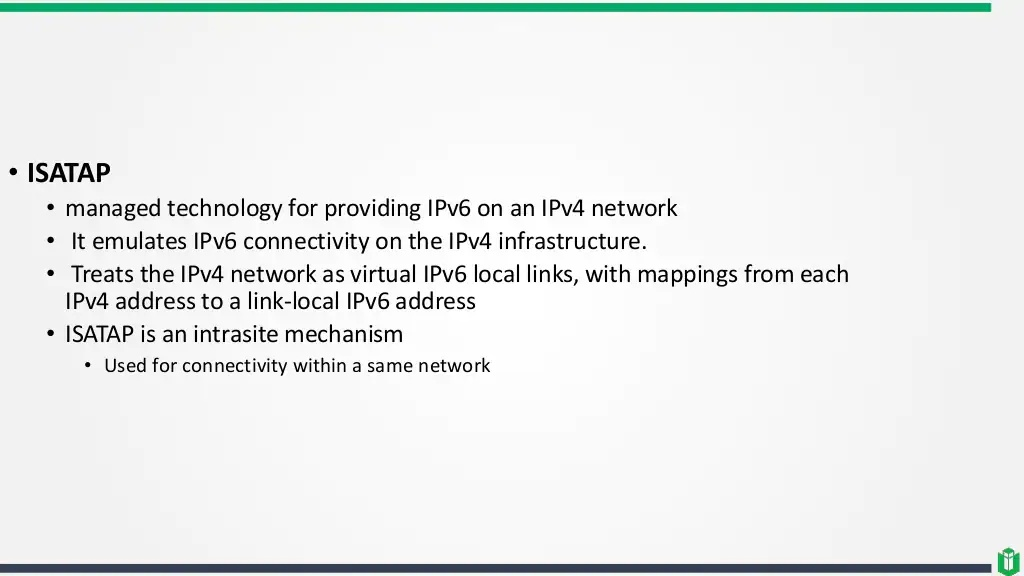 • ISATAP
• managed technology for providing IPv6 on an IPv4 network
• It emulates IPv6 connectivity on the IPv4 infrastructure.
• Treats the IPv4 network as virtual IPv6 local links, with mappings from each
IPv4 address to a link-local IPv6 address
• ISATAP is an intrasite mechanism
• Used for connectivity within a same network